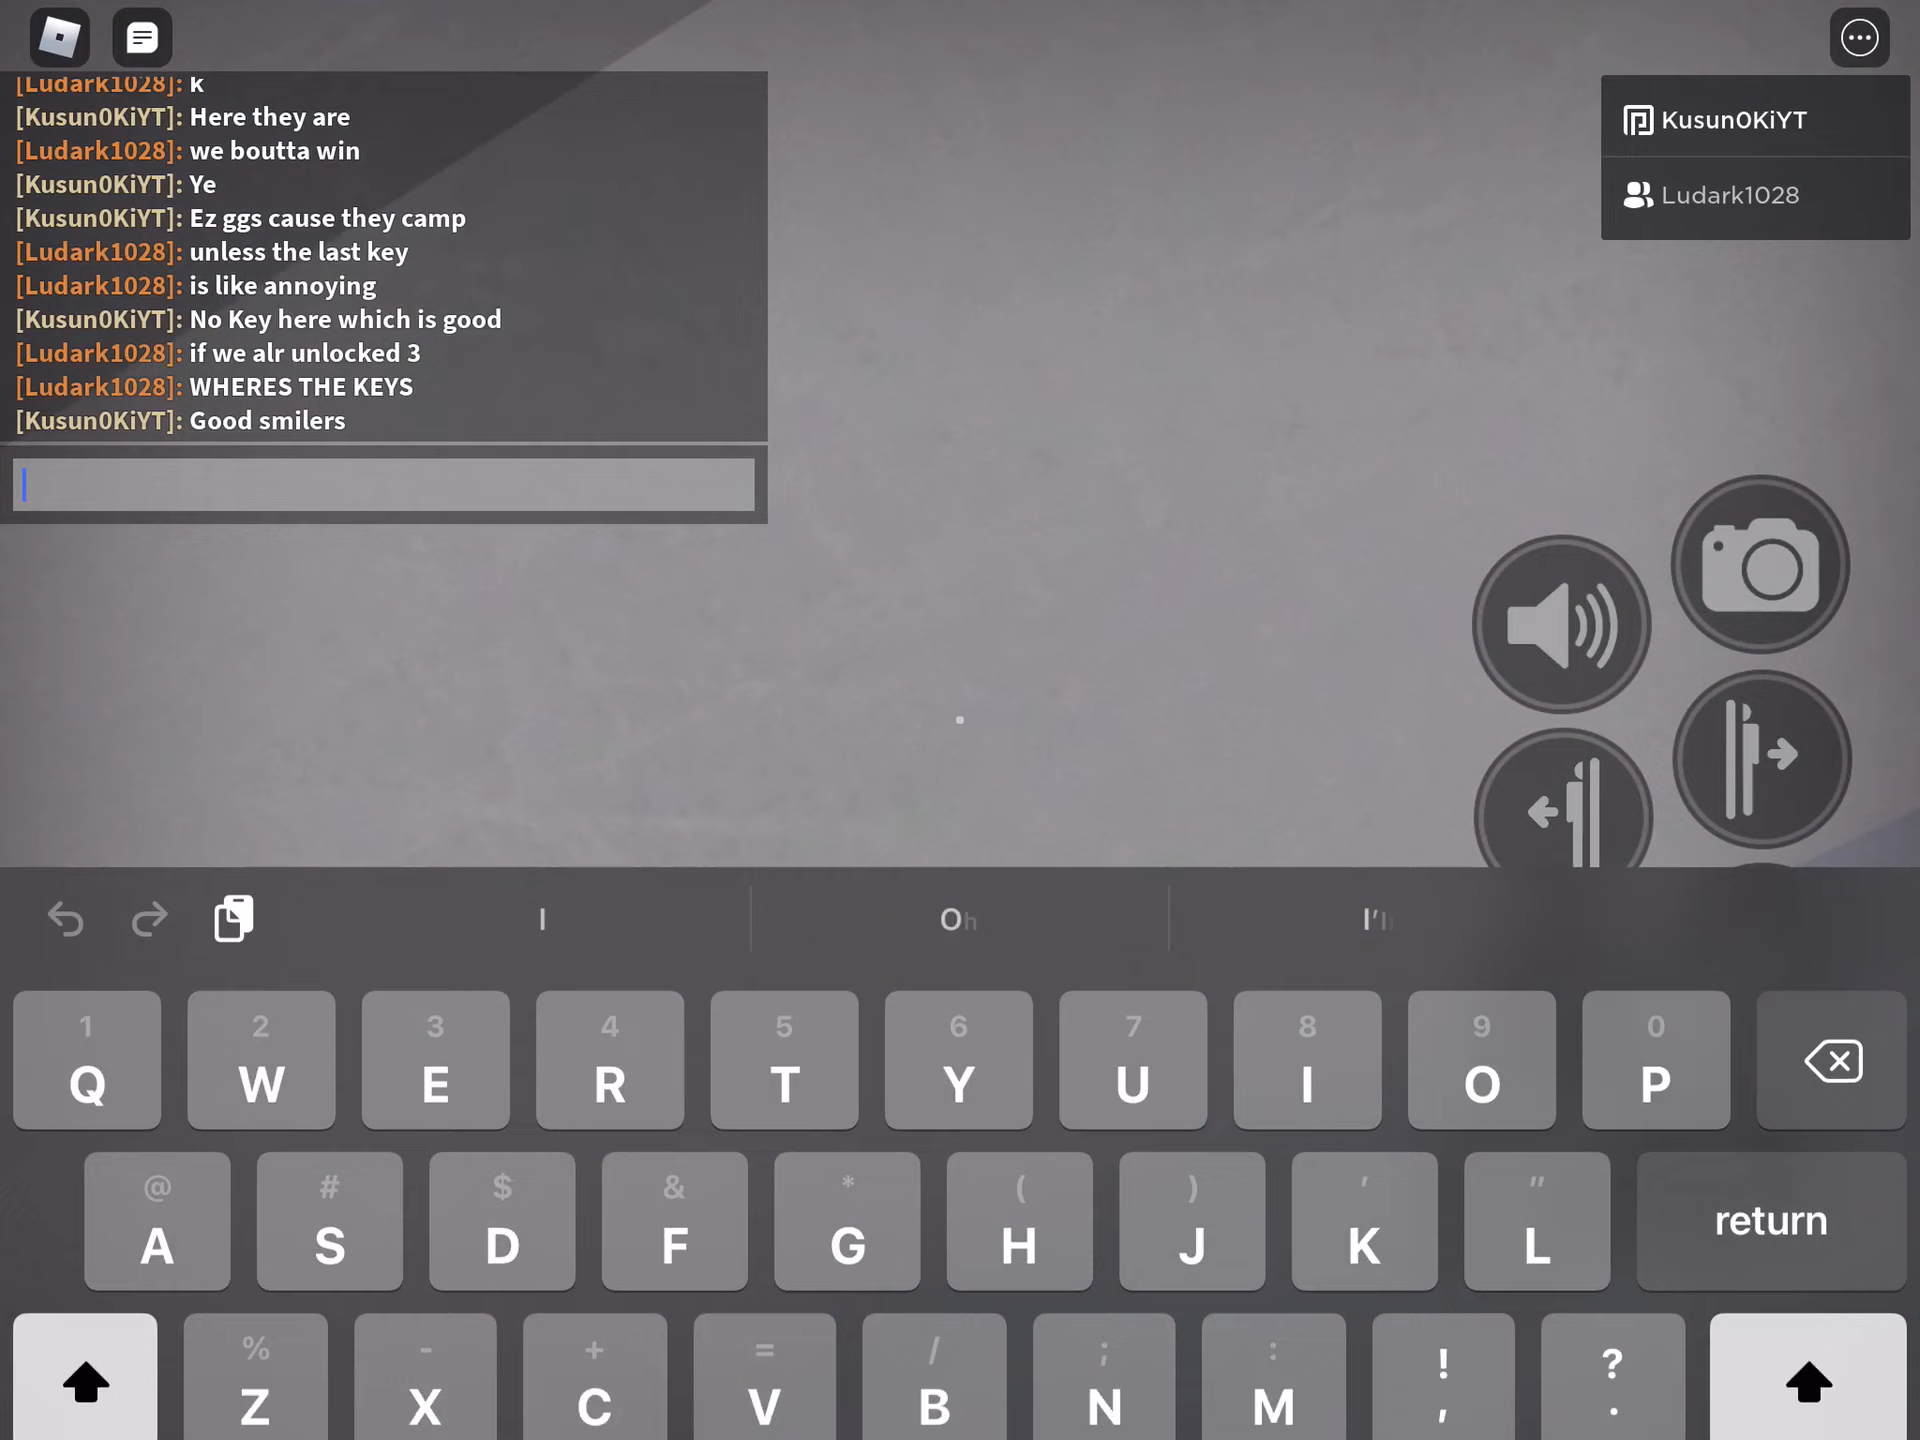 [Ludark1028]: k
[Kusun0KiYT]: Here they are
[Ludark1028]: we boutta win
[Kusun0KiYT]: Ye
[Kusun0KiYT]: Ez ggs cause they camp
[Ludark1028]: unless the last key
[Ludark1028]: is like annoying
[Kusun0KiYT]: No Key here which is good
[Ludark1028]: if we alr unlocked 3
[Ludark1028]: WHERES THE KEYS
[Kusun0KiYT]: Good smilers
Kusun0KiYT
Ludark1028
I Oh I'll
1 2 3 4 5 6 7 8 9 0
Q W E R T Y U I O P
@ # $ & * ( ) ' "
A S D F G H J K L return
% - + = / ; : ! ?
Z X C V B N M , .